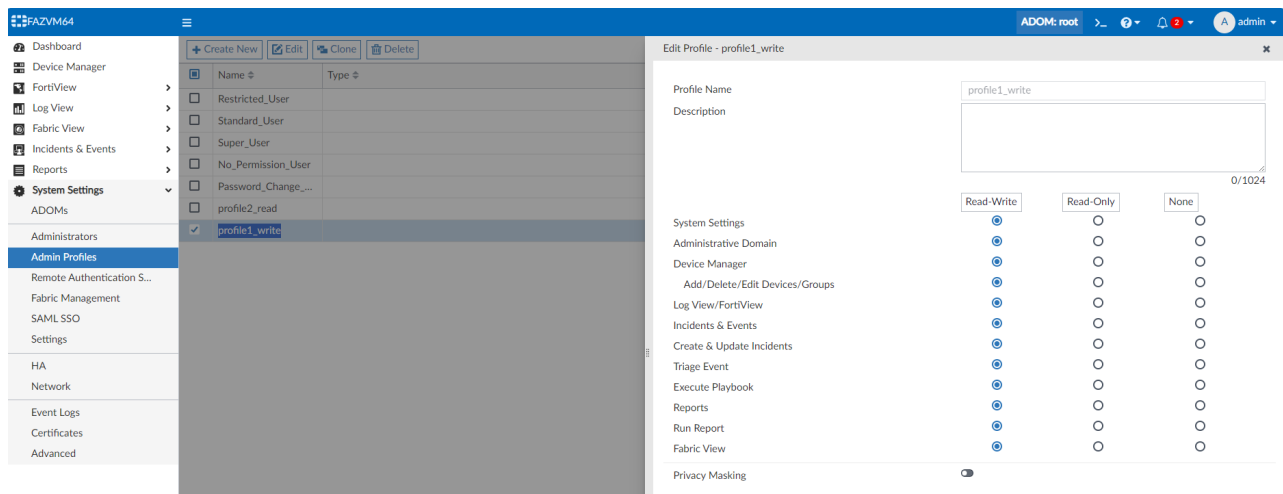 FAZVM64
ADOM: root
>_
?
2
A admin
Dashboard
Device Manager
FortiView
Log View
Fabric View
Incidents & Events
Reports
System Settings
ADOMs
Administrators
Admin Profiles
Remote Authentication S...
Fabric Management
SAML SSO
Settings
HA
Network
Event Logs
Certificates
Advanced
+ Create New Edit Clone Delete
Name Type
Restricted_User
Standard_User
Super_User
No_Permission_User
Password_Change_...
profile2_read
profile1_write
Edit Profile - profile1_write
Profile Name profile1_write
Description
0/1024
Read-Write Read-Only None
System Settings
Administrative Domain
Device Manager
Add/Delete/Edit Devices/Groups
Log View/FortiView
Incidents & Events
Create & Update Incidents
Triage Event
Execute Playbook
Reports
Run Report
Fabric View
Privacy Masking